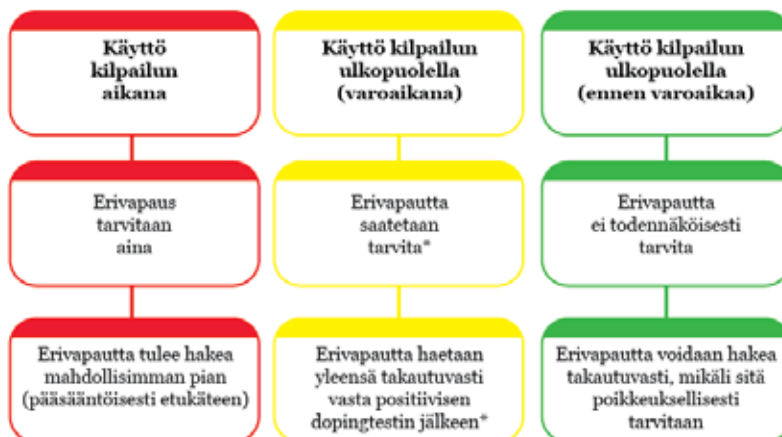 Käyttö
kilpailun
aikana
Erivapaus
tarvitaan
aina
Erivapautta tulee hakea
mahdollisimman pian
(pääsääntöisesti etukäteen)
Käyttö kilpailun
ulkopuolella
(varoaikana)
Erivapautta
saatetaan
tarvita*
Erivapautta haetaan
yleensä takautuvasti
vasta positiivisen
dopingtestin jälkeen*
Käyttö kilpailun
ulkopuolella
(ennen varoaikaa)
Erivapautta
ei todennäköisesti
tarvita
Erivapautta voidaan hakea
takautuvasti, mikäli sitä
poikkeuksellisesti
tarvitaan